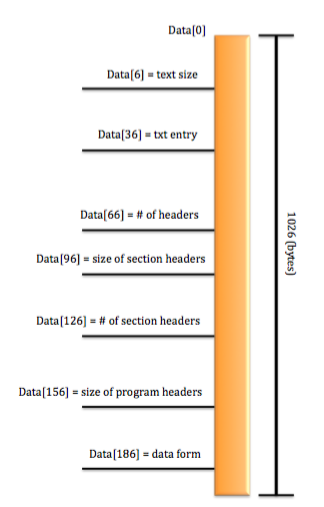 Data[0]
Data[6] = text size
Data[36] = txt entry
Data[66] = # of headers
Data[96] = size of section headers
Data[126] = # of section headers
Data[156] = size of program headers
Data[186] = data form
1026 (bytes)